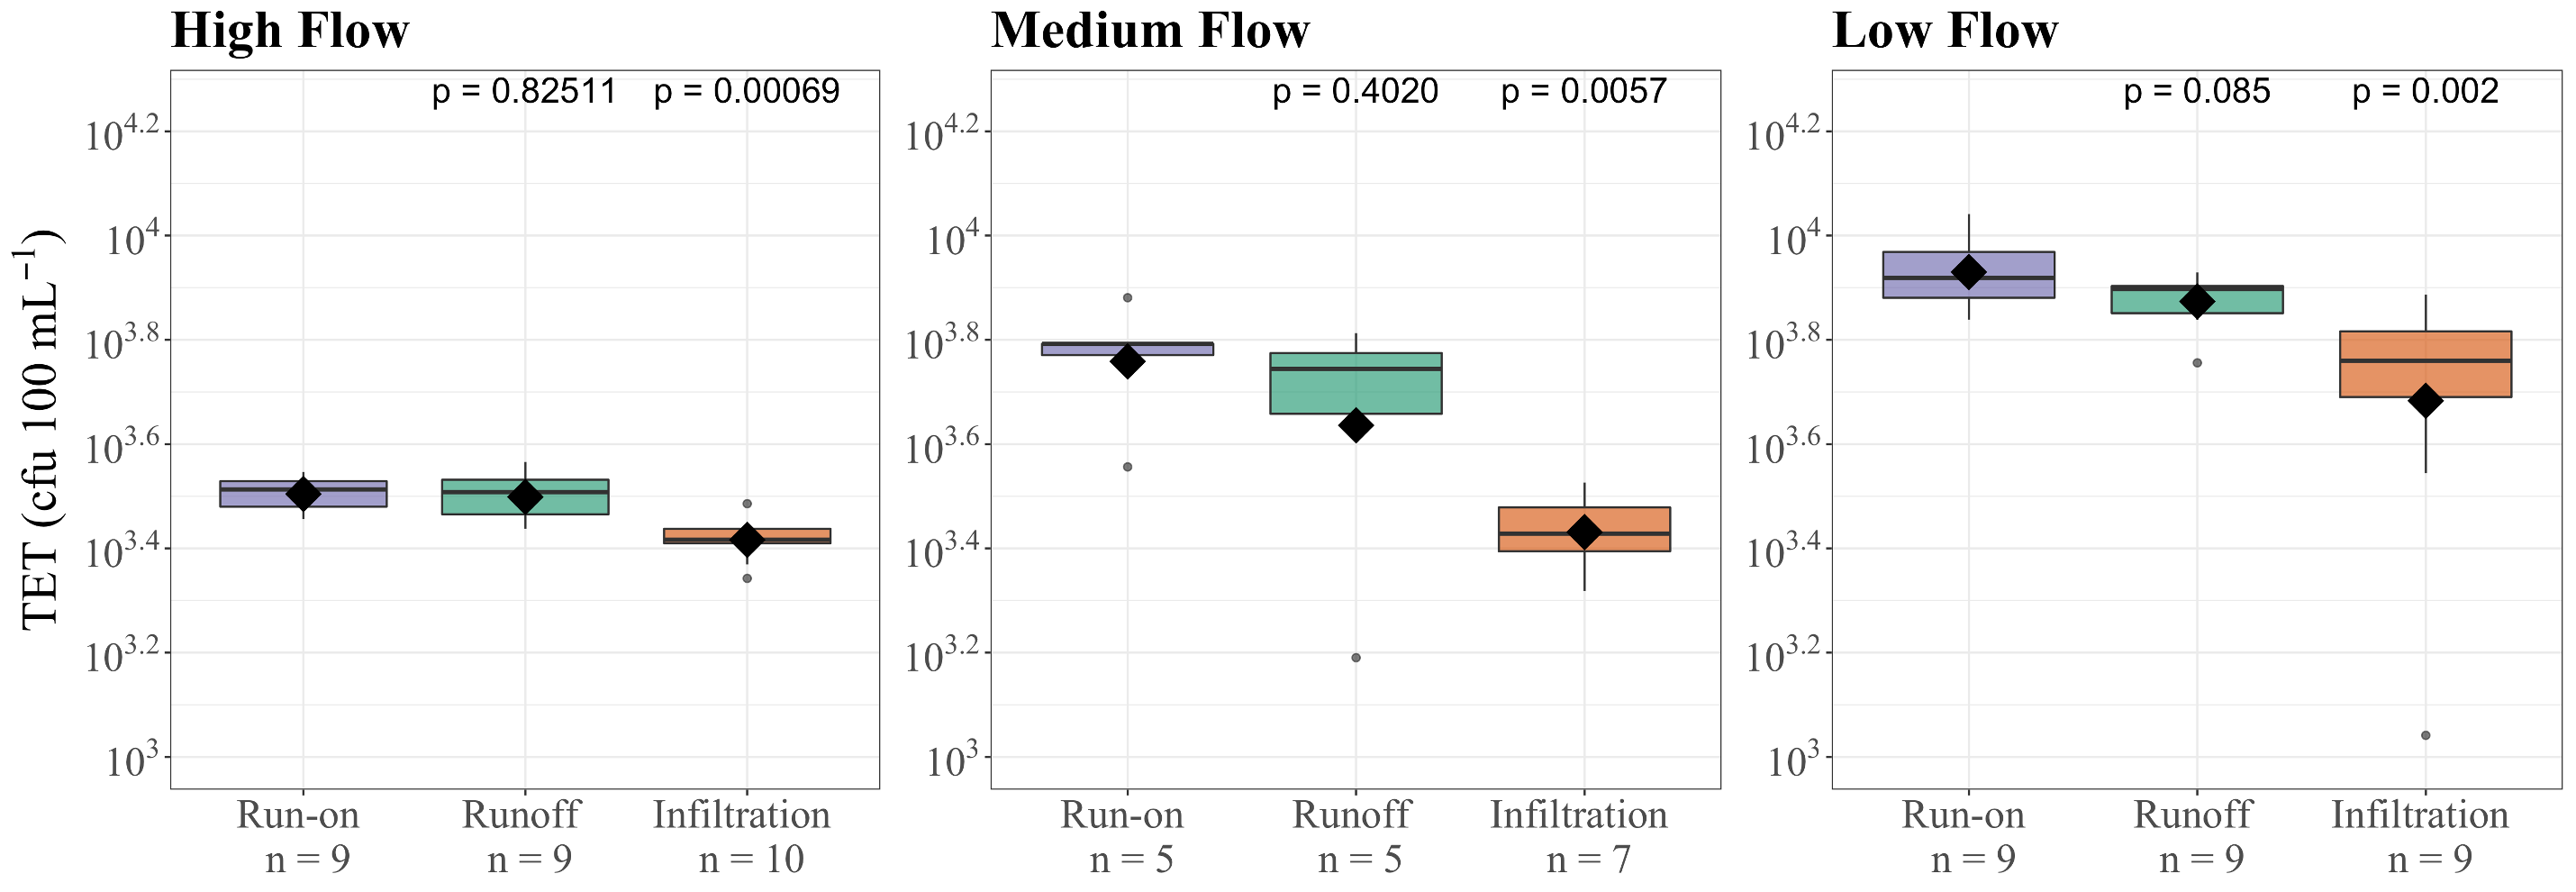 High Flow
Medium Flow
Low Flow
p = 0.82511
p = 0.00069
p = 0.4020
p = 0.0057
p = 0.085
p = 0.002
TET (cfu 100 mL⁻¹)
10^4.2
10^4
10^3.8
10^3.6
10^3.4
10^3.2
10^3
10^4.2
10^4
10^3.8
10^3.6
10^3.4
10^3.2
10^3
10^4.2
10^4
10^3.8
10^3.6
10^3.4
10^3.2
10^3
Run-on
n = 9
Runoff
n = 9
Infiltration
n = 10
Run-on
n = 5
Runoff
n = 5
Infiltration
n = 7
Run-on
n = 9
Runoff
n = 9
Infiltration
n = 9